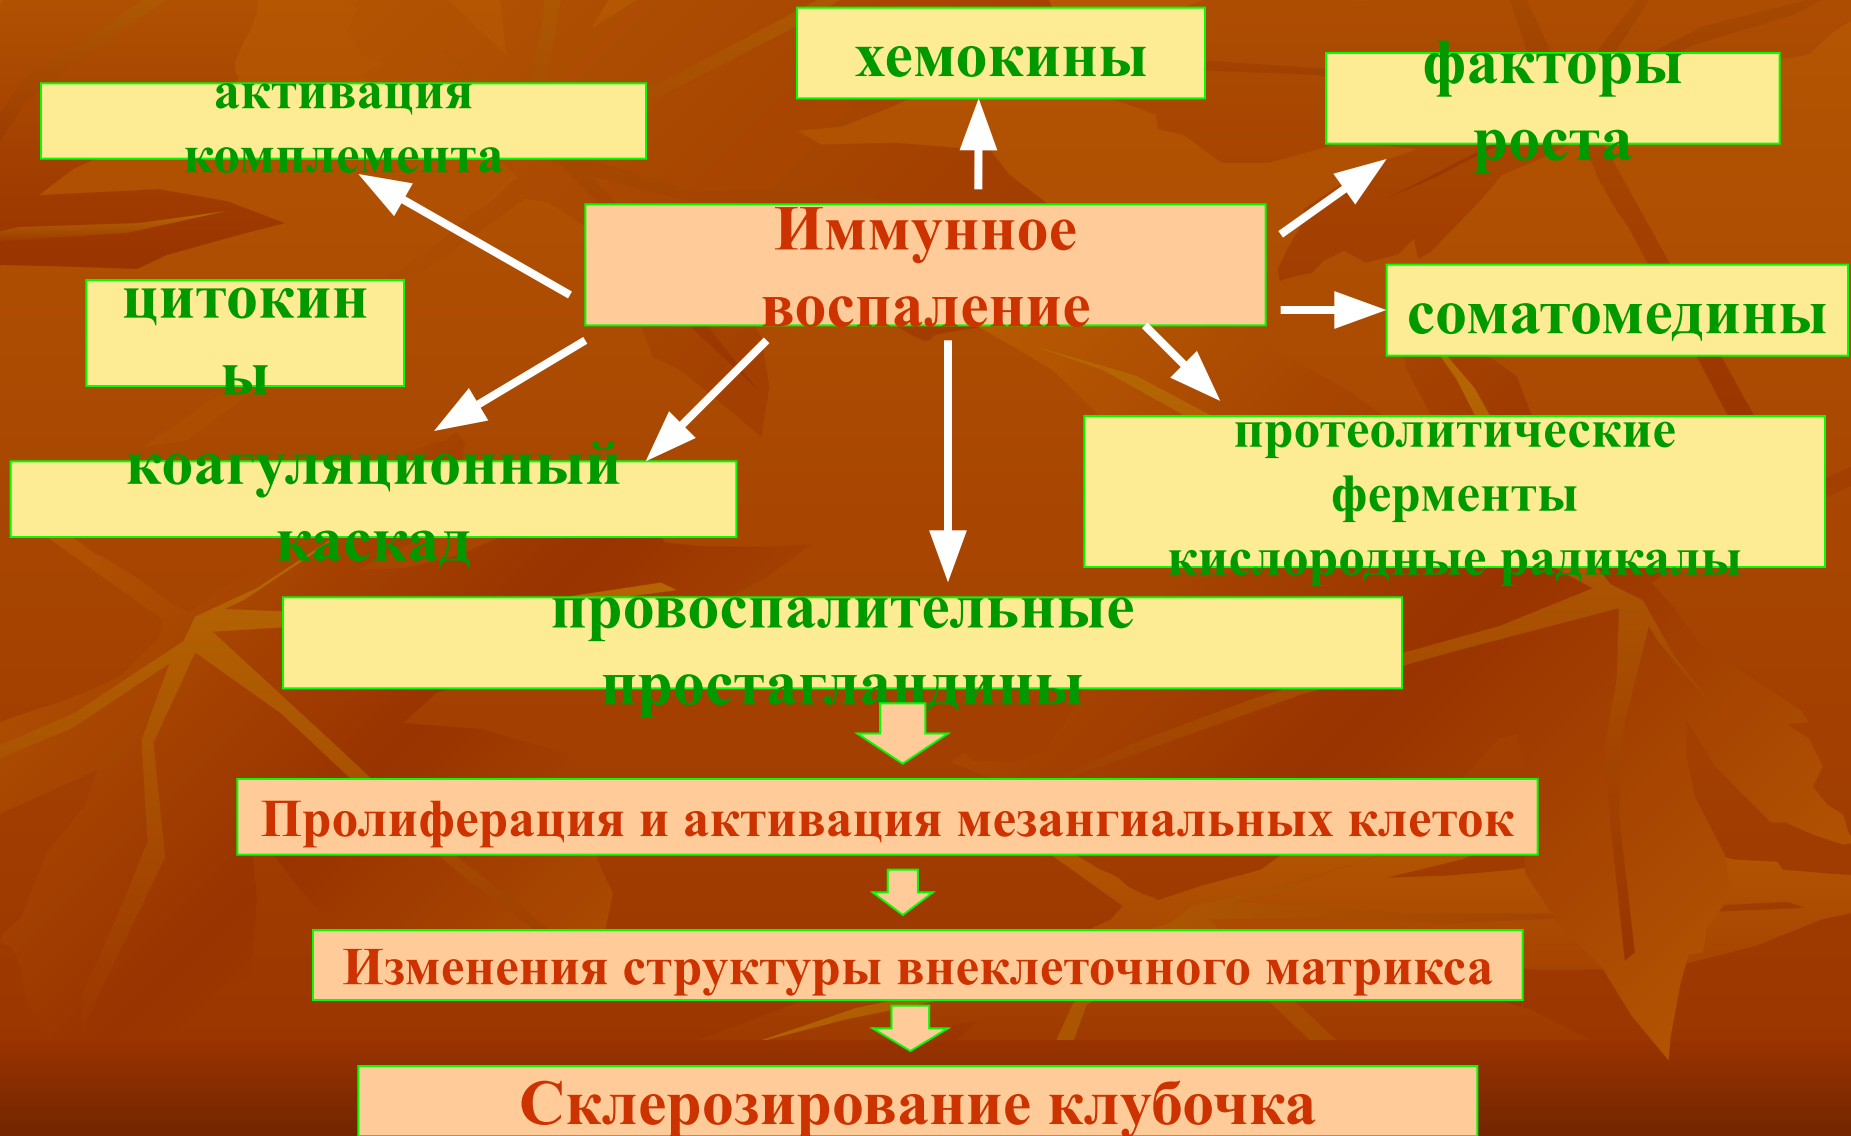 хемокины
факторы
роста
активация
комплемента
Иммунное
воспаление
цитокин
ы
соматомедины
коагуляционный
каскад
протеолитические
ферменты
кислородные радикалы
провоспалительные
простагландины
Пролиферация и активация мезангиальных клеток
Изменения структуры внеклеточного матрикса
Склерозирование клубочка